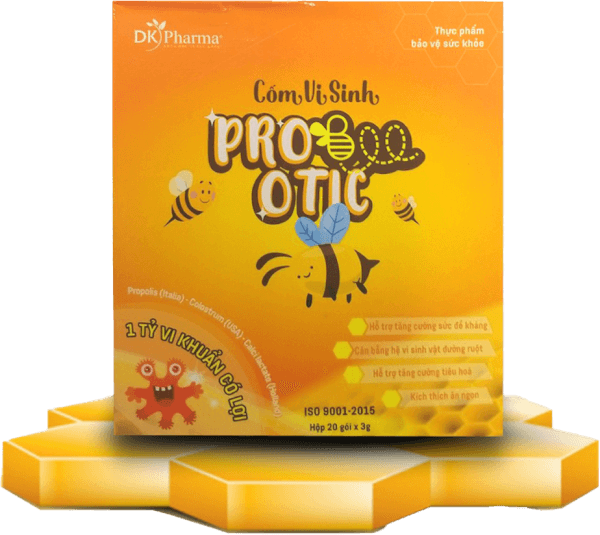 DK Pharma
Thực phẩm
bảo vệ sức khỏe
Cốm Vi Sinh
PRO Bee
OTIC
Propolis (Italia) - Colostrum (USA) - Calci lactate (Holland)
1 TỶ VI KHUẨN CÓ LỢI
Hỗ trợ tăng cường sức đề kháng
Cân bằng hệ vi sinh vật đường ruột
Hỗ trợ tăng cường tiêu hoá
Kích thích ăn ngon
ISO 9001-2015
Hộp 20 gói x 3g